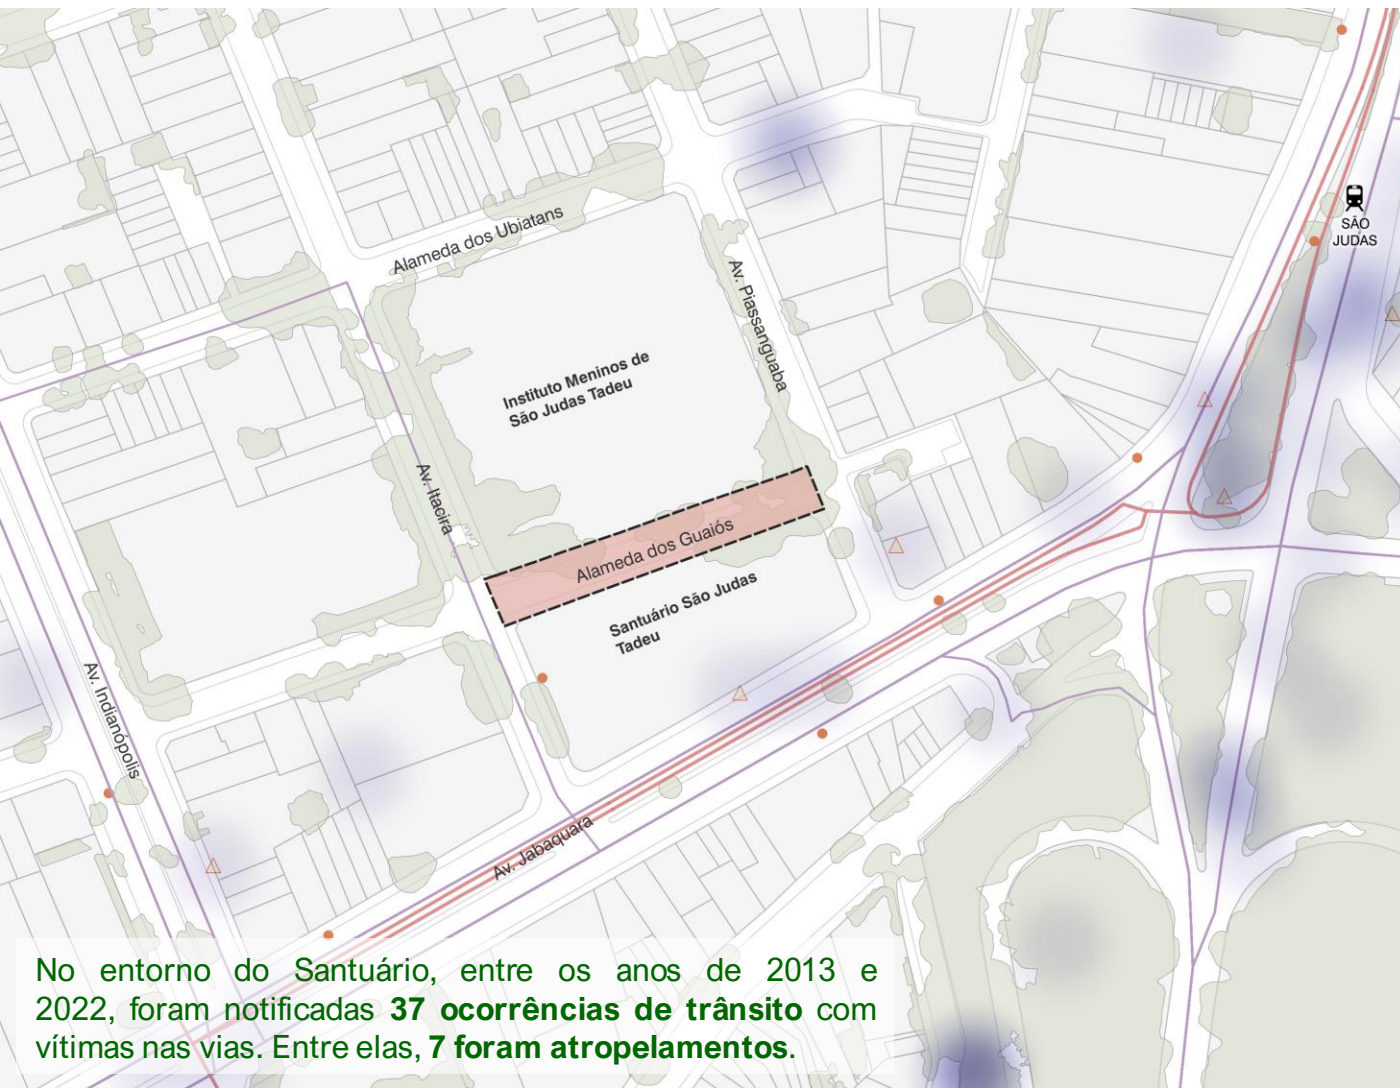 SÃO
JUDAS
Alameda dos Ubiatans
Av. Piassanguaba
Instituto Meninos de
São Judas Tadeu
Av. Itacira
Alameda dos Guaiós
Santuário São Judas
Tadeu
Av. Indianópolis
Av. Jabaquara
No entorno do Santuário, entre os anos de 2013 e
2022, foram notificadas 37 ocorrências de trânsito com
vítimas nas vias. Entre elas, 7 foram atropelamentos.